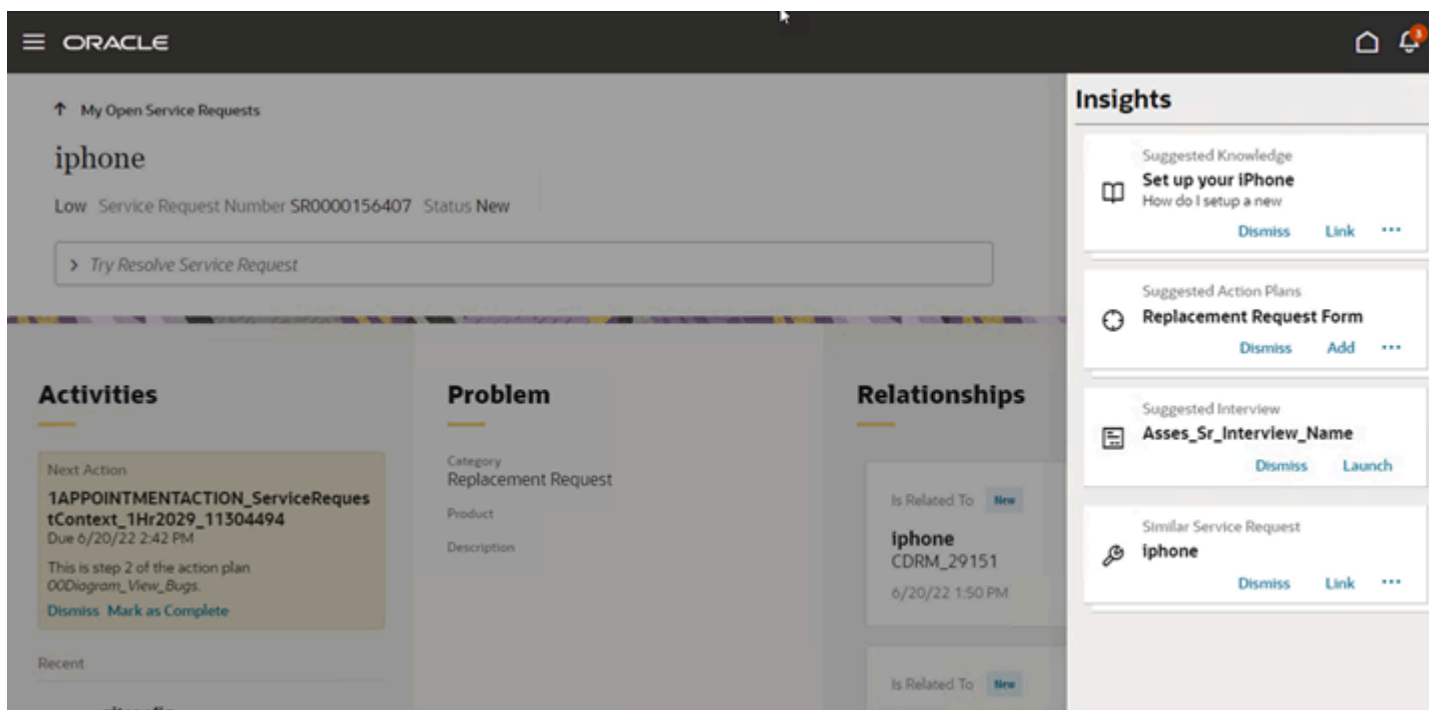 ORACLE
3
My Open Service Requests
iphone
Low Service Request Number SR0000156407 Status New
Try Resolve Service Request
Activities
Next Action
1APPOINTMENTACTION_ServiceReques
tContext_1Hr2029_11304494
Due 6/20/22 2:42 PM
This is step 2 of the action plan
00Diagram_View_Bugs.
Dismiss Mark as Complete
Recent
Problem
Category
Replacement Request
Product
Description
Relationships
Is Related To New
iphone
CDRM_29151
6/20/22 1:50 PM
Is Related To New
Insights
Suggested Knowledge
Set up your iPhone
How do I setup a new
Dismiss Link ...
Suggested Action Plans
Replacement Request Form
Dismiss Add ...
Suggested Interview
Asses_Sr_Interview_Name
Dismiss Launch
Similar Service Request
iphone
Dismiss Link ...